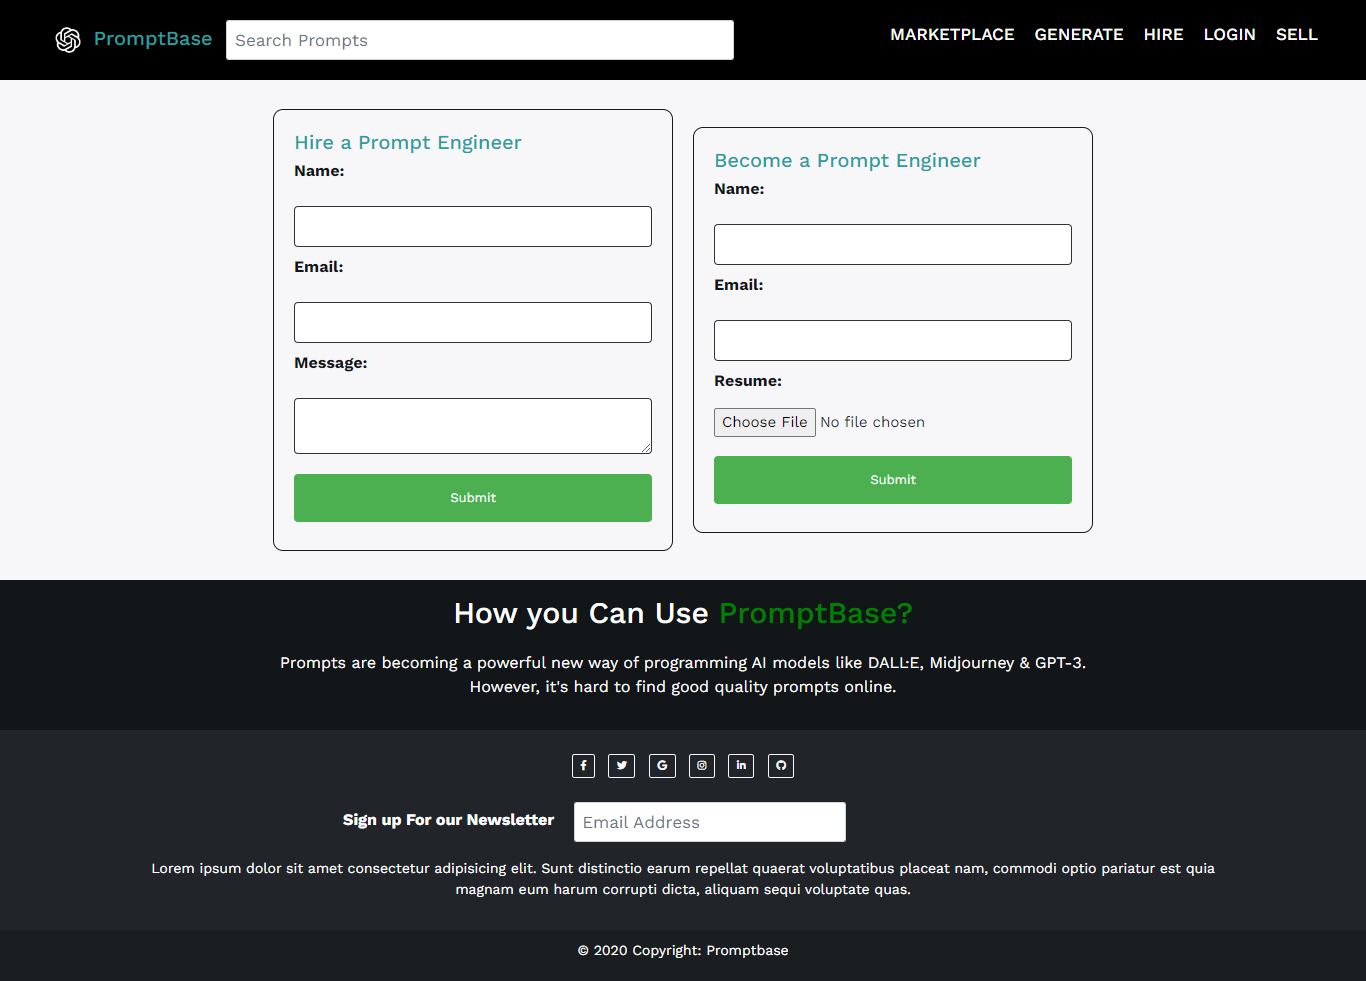 PromptBase
Search Prompts
MARKETPLACE GENERATE HIRE LOGIN SELL
Hire a Prompt Engineer
Name:
Email:
Message:
Submit
Become a Prompt Engineer
Name:
Email:
Resume:
Choose File No file chosen
Submit
How you Can Use PromptBase?
Prompts are becoming a powerful new way of programming AI models like DALL·E, Midjourney & GPT-3.
However, it's hard to find good quality prompts online.
Sign up For our Newsletter
Email Address
Lorem ipsum dolor sit amet consectetur adipisicing elit. Sunt distinctio earum repellat quaerat voluptatibus placeat nam, commodi optio pariatur est quia
magnam eum harum corrupti dicta, aliquam sequi voluptate quas.
© 2020 Copyright: Promptbase